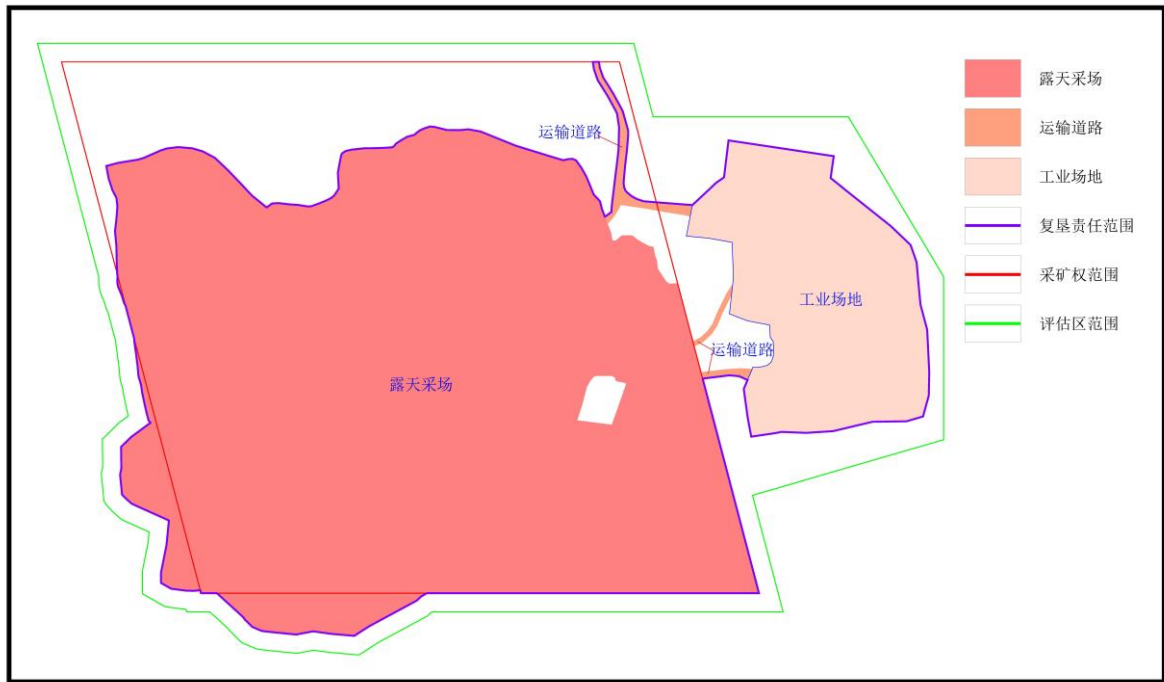 露天采场
运输道路
运输道路
工业场地
复垦责任范围
工业场地
采矿权范围
评估区范围
运输道路
露天采场